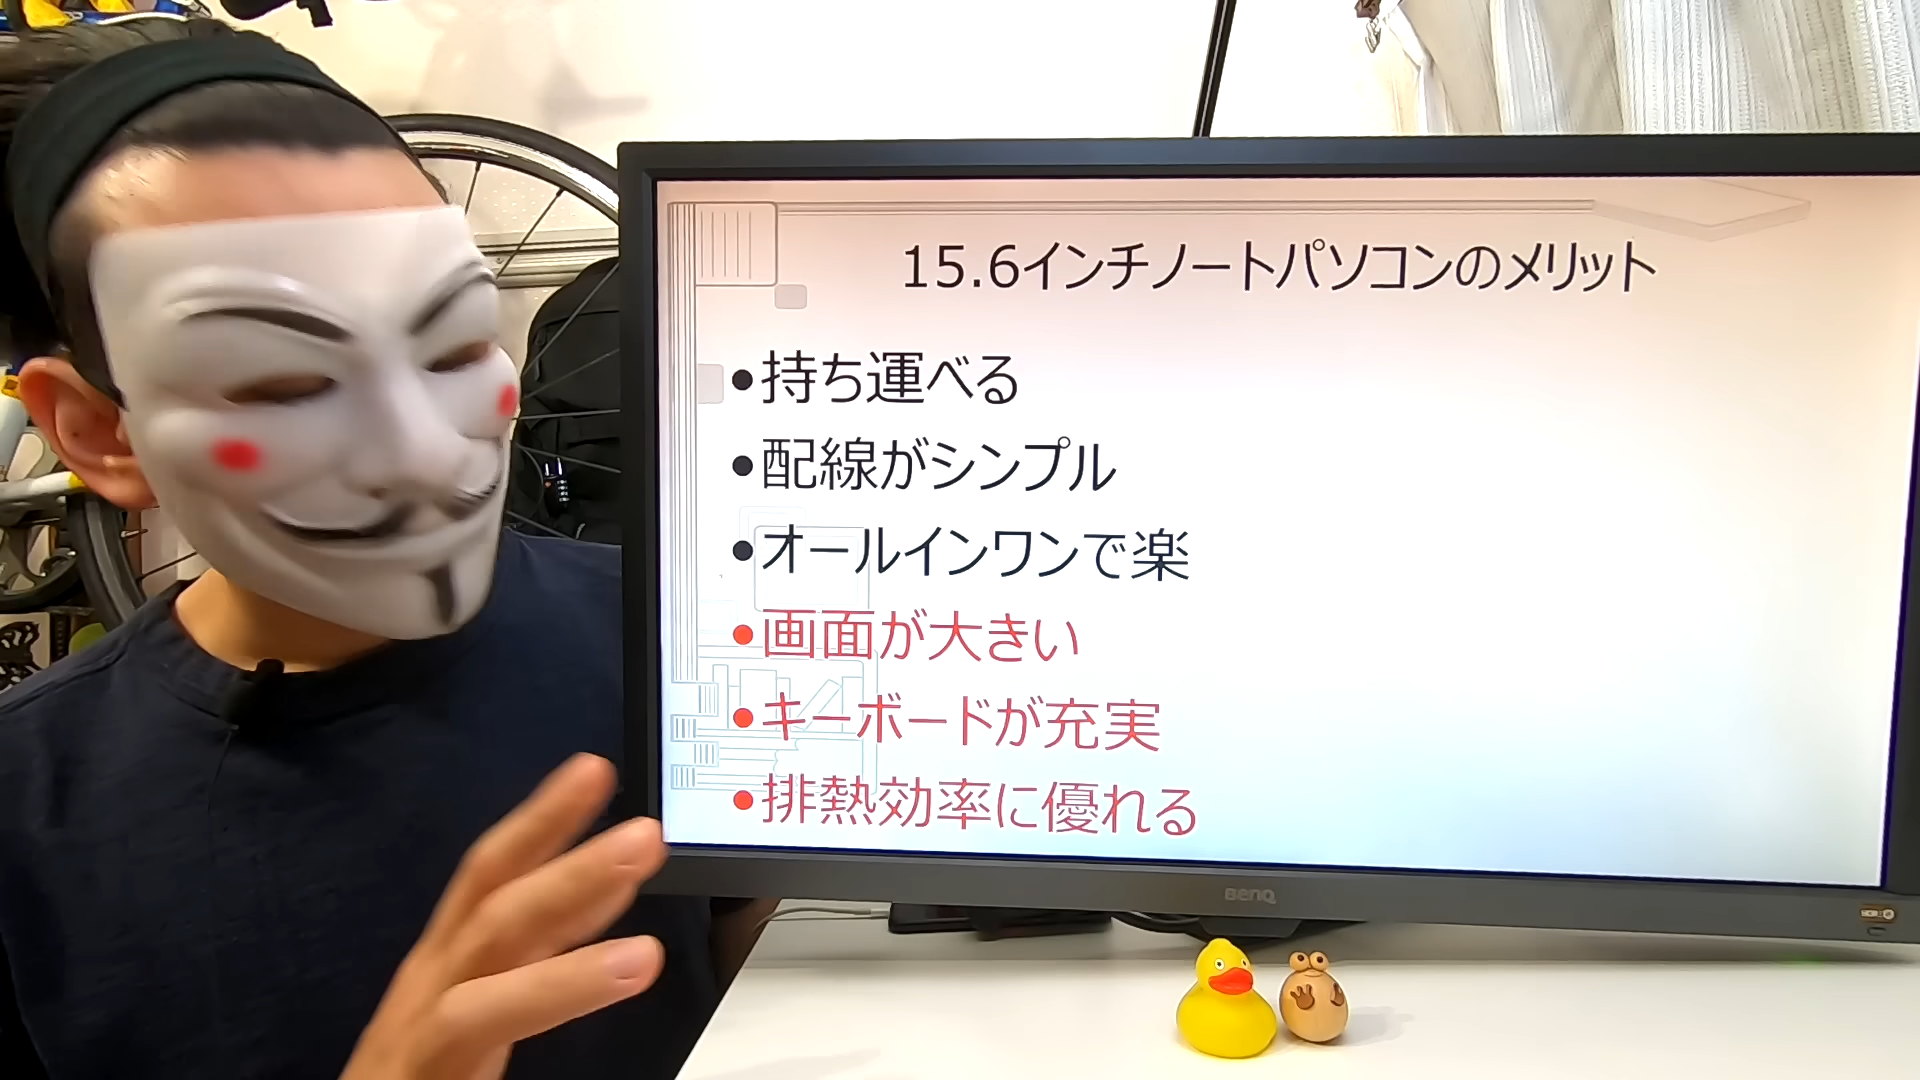 15.6インチノートパソコンのメリット
•持ち運べる
•配線がシンプル
•オールインワンで楽
•画面が大きい
•キーボードが充実
•排熱効率に優れる
BenQ